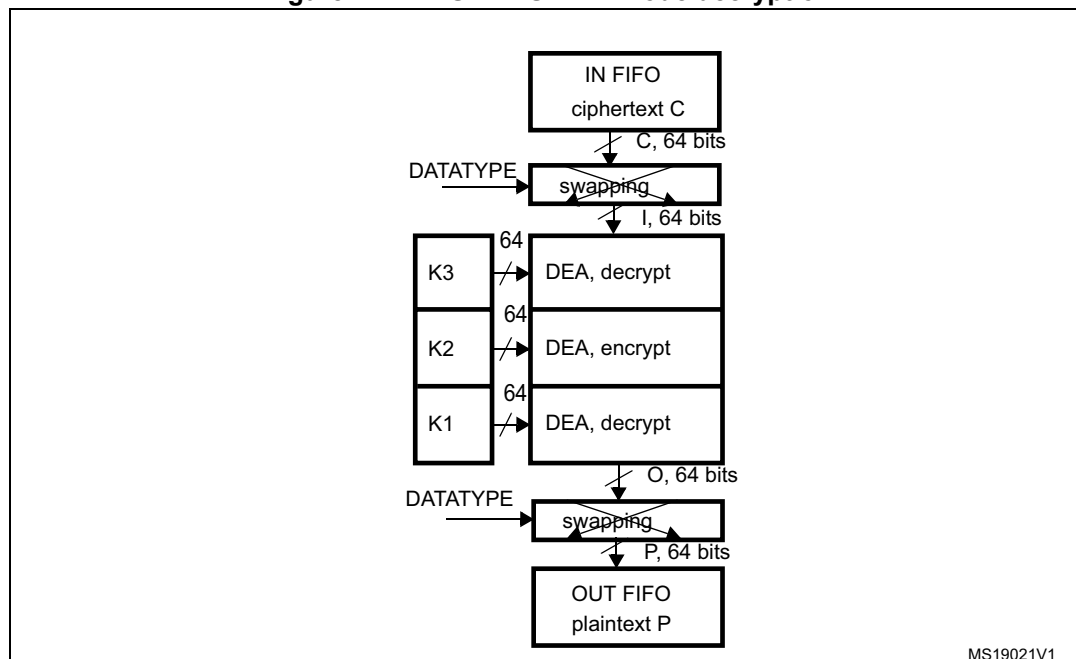 IN FIFO
ciphertext C
C, 64 bits
DATATYPE
swapping
I, 64 bits
64
K3
DEA, decrypt
64
K2
DEA, encrypt
64
K1
DEA, decrypt
O, 64 bits
DATATYPE
swapping
P, 64 bits
OUT FIFO
plaintext P
MS19021V1